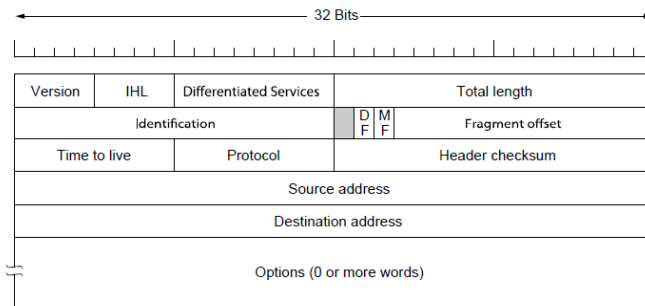 32 Bits
Version IHL Differentiated Services Total length
Identification D F M F Fragment offset
Time to live Protocol Header checksum
Source address
Destination address
Options (0 or more words)